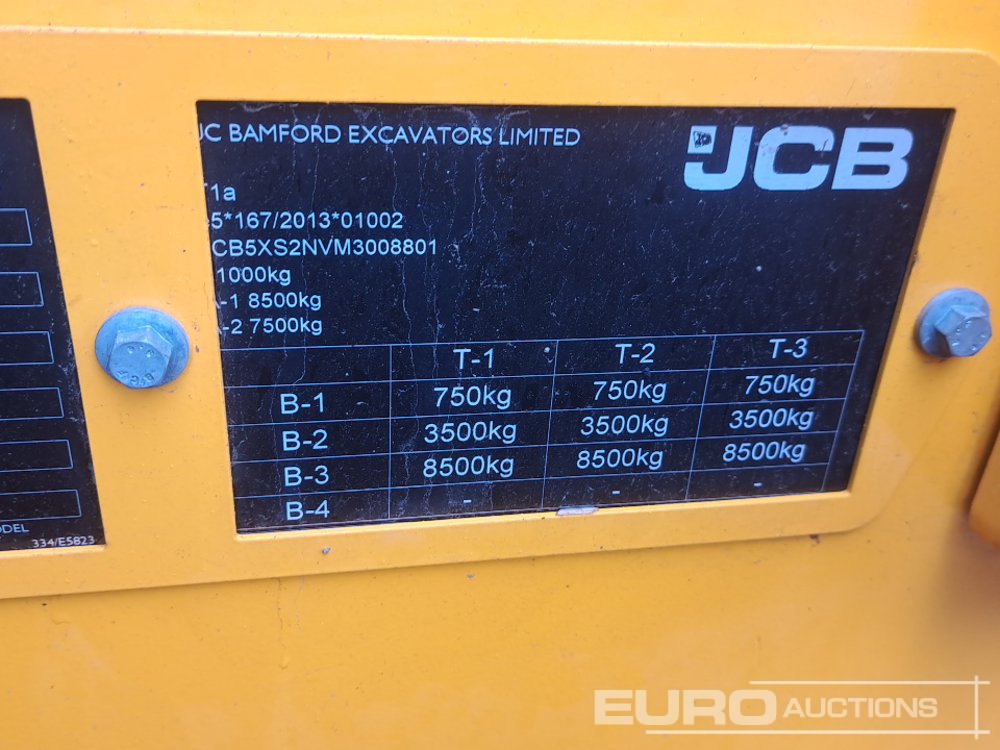 JC BAMFORD EXCAVATORS LIMITED
JCB
T1a
5*167/2013*01002
CB5XS2NVM3008801
1000kg
-1 8500kg
-2 7500kg
T-1 T-2 T-3
B-1 750kg 750kg 750kg
B-2 3500kg 3500kg 3500kg
B-3 8500kg 8500kg 8500kg
B-4 - - -
ODEL
334/E5823
EURO AUCTIONS